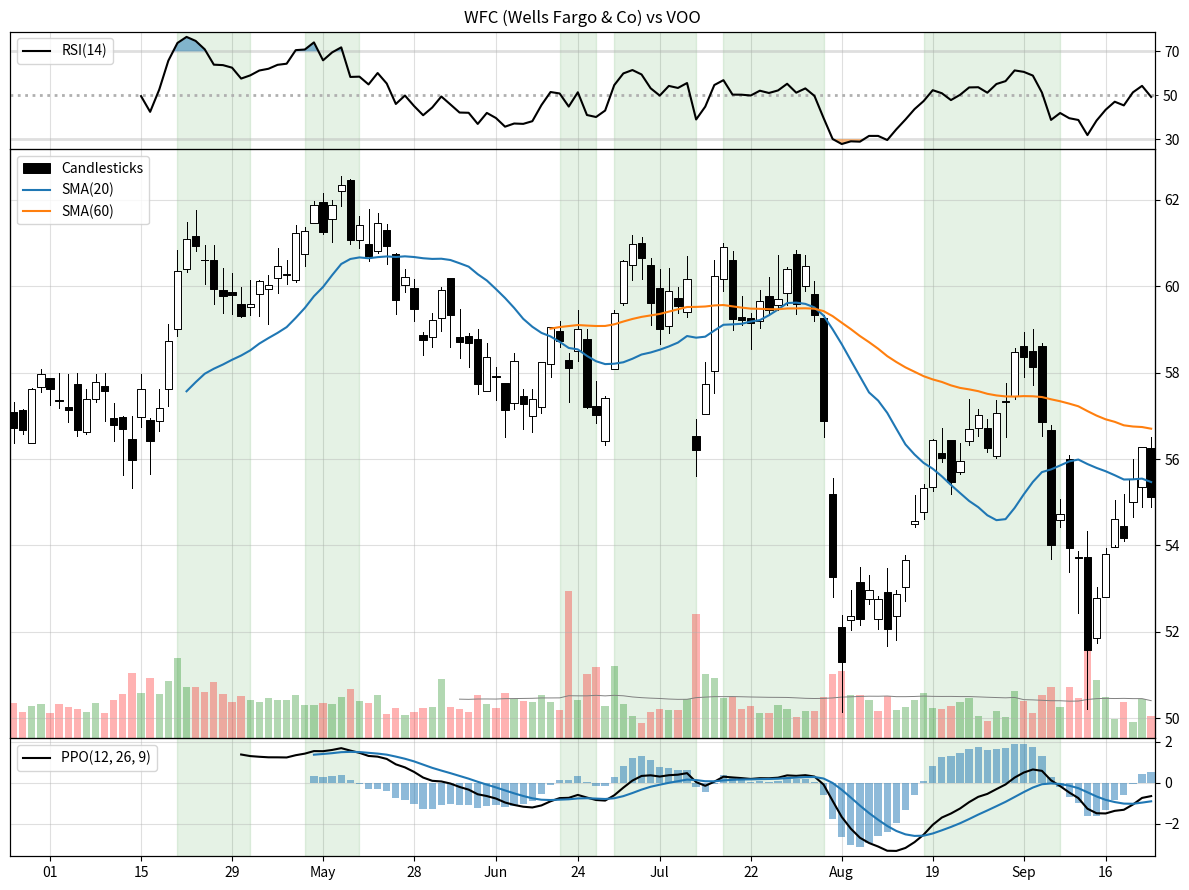 WFC (Wells Fargo & Co) vs VOO
RSI(14)
70
50
30
Candlesticks
SMA(20)
SMA(60)
62
60
58
56
54
52
50
PPO(12, 26, 9)
2
0
−2
01 15 29 May 28 Jun 24 Jul 22 Aug 19 Sep 16